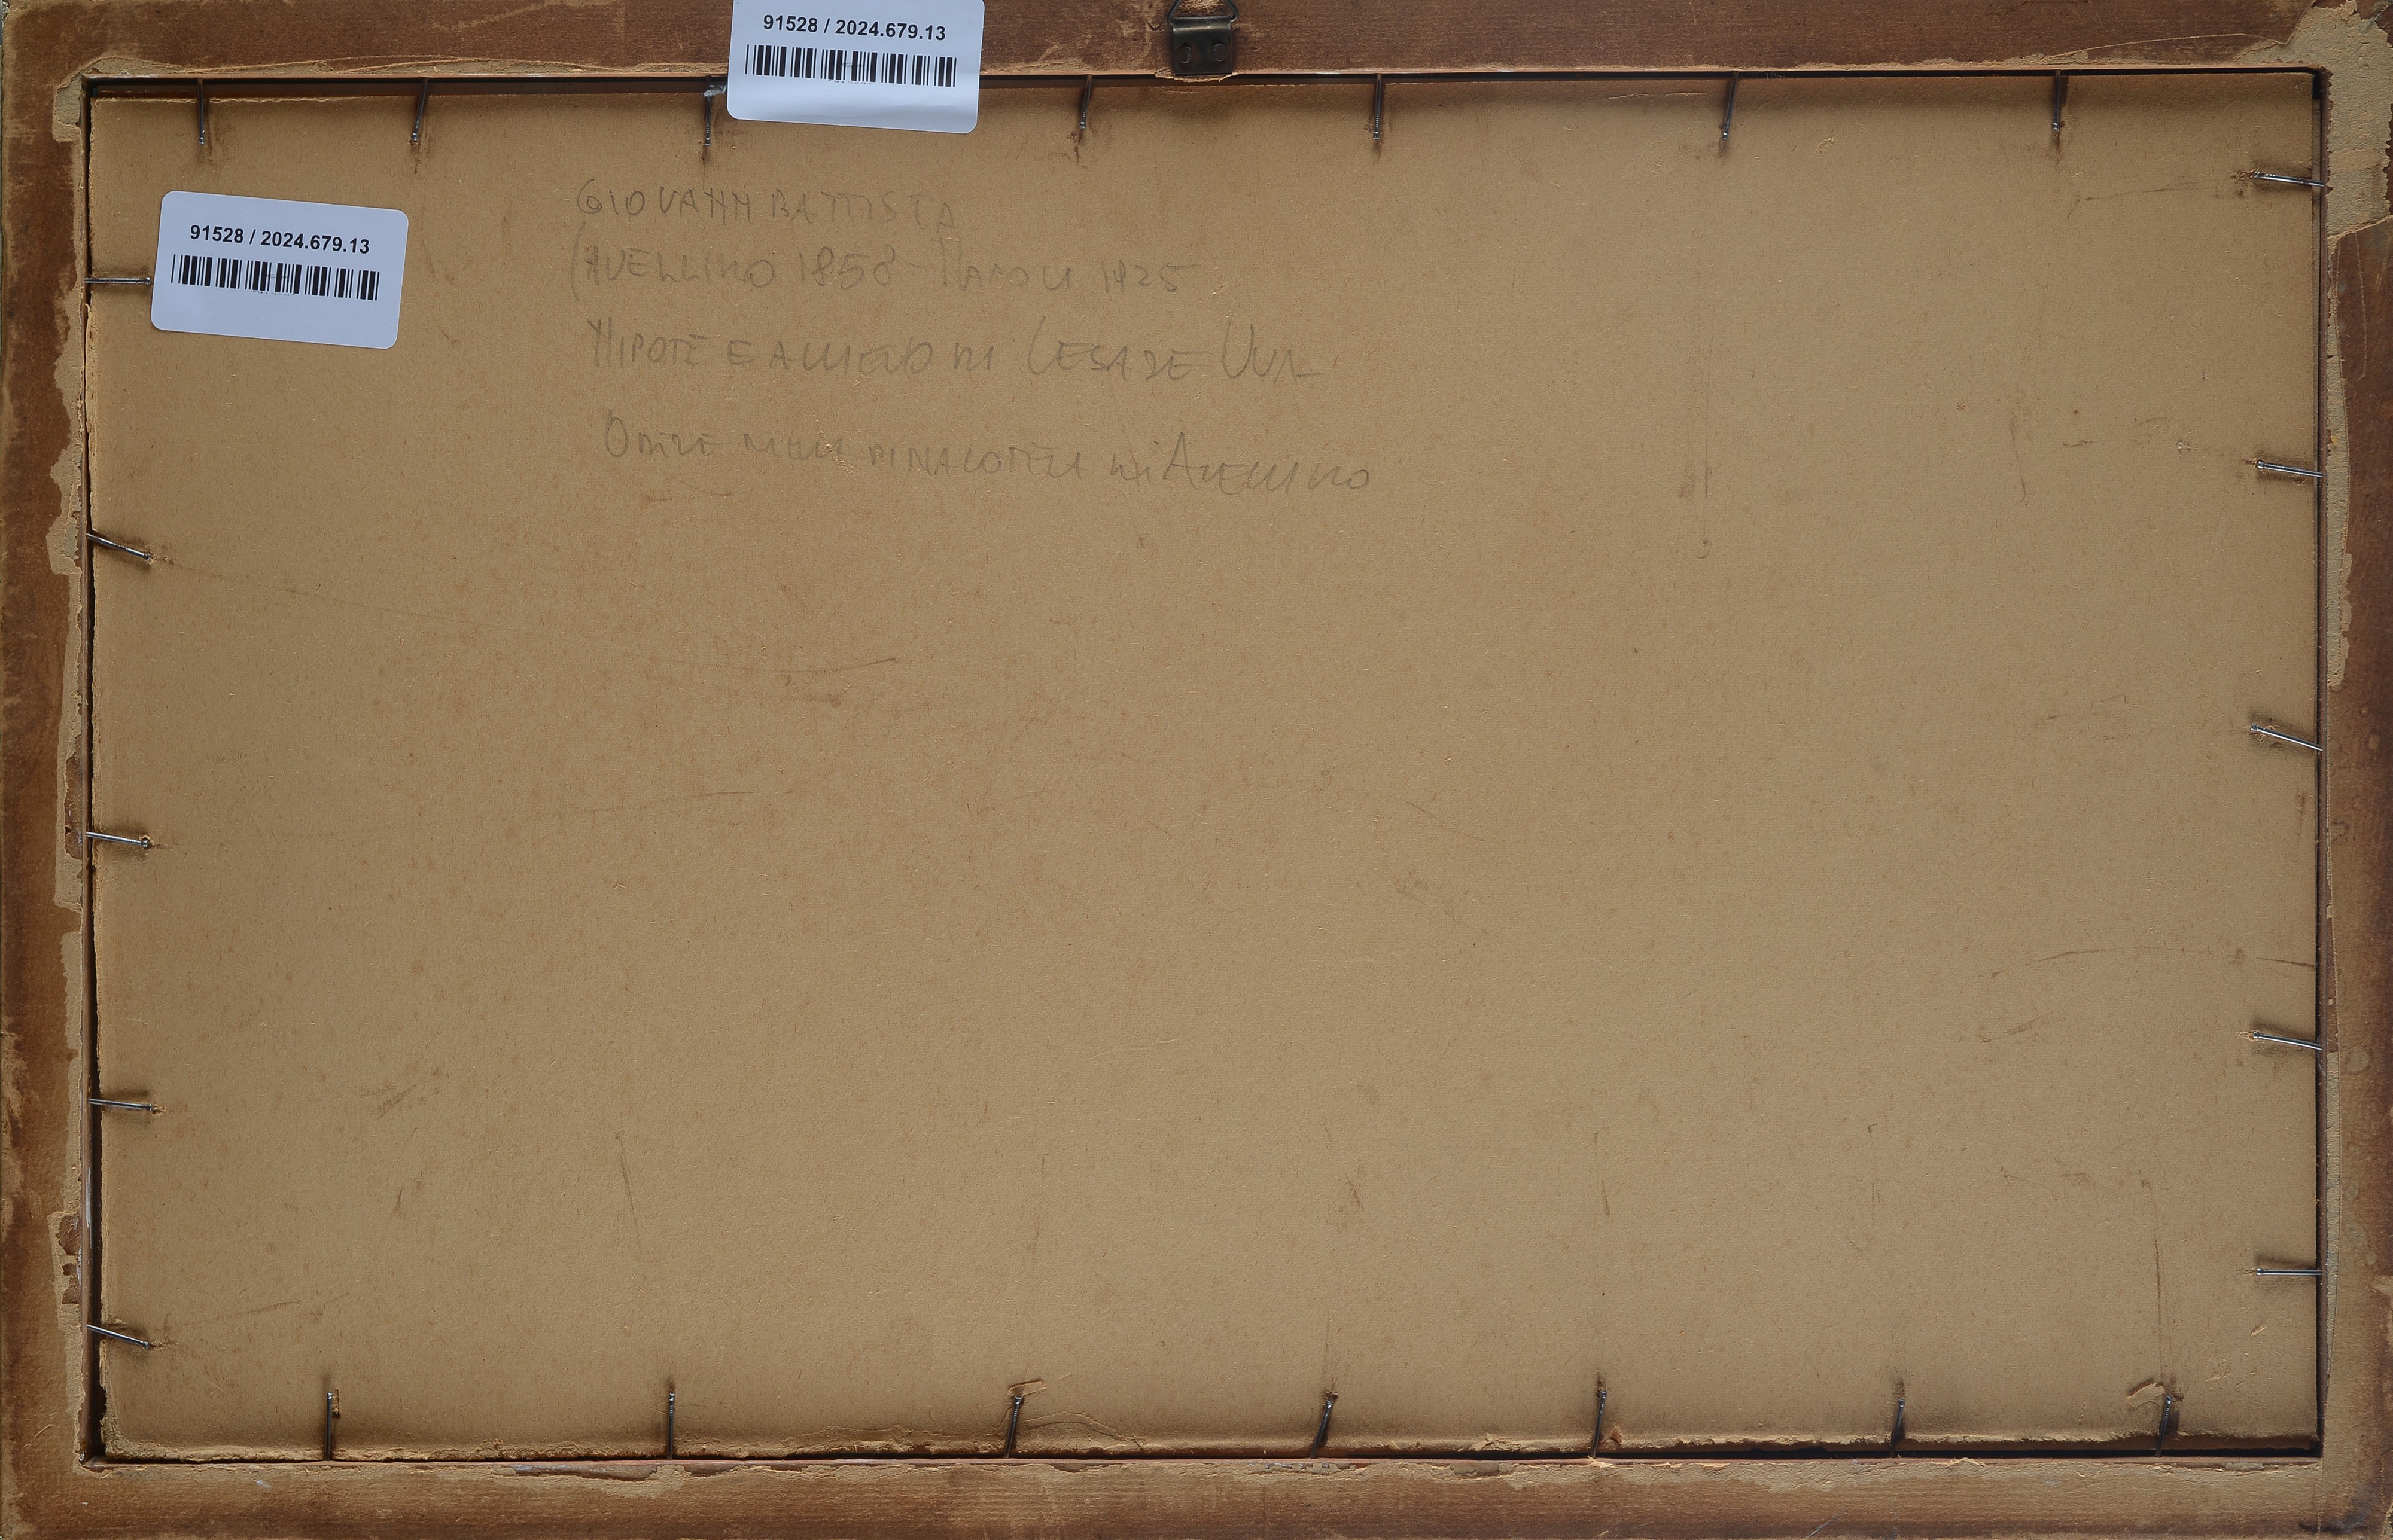 91528 / 2024.679.13
91528 / 2024.679.13
GIOVANNI BATTISTA
(AVELLINO 1858 - NAPOLI 1925
NIPOTE E ALLIEVO DI CESARE UVA
OPERE NELLA PINACOTECA DI AVELLINO